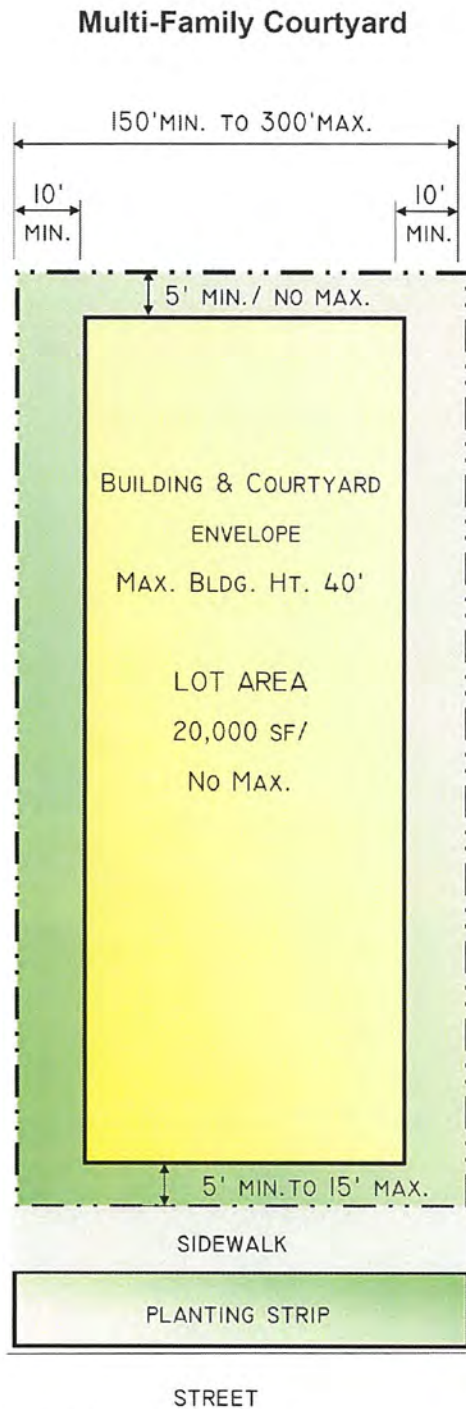 Multi-Family Courtyard
150'MIN. TO 300'MAX.
10'
MIN.
10'
MIN.
5' MIN./ NO MAX.
BUILDING & COURTYARD
ENVELOPE
MAX. BLDG. HT. 40'
LOT AREA
20,000 SF/
NO MAX.
5' MIN.TO 15' MAX.
SIDEWALK
PLANTING STRIP
STREET